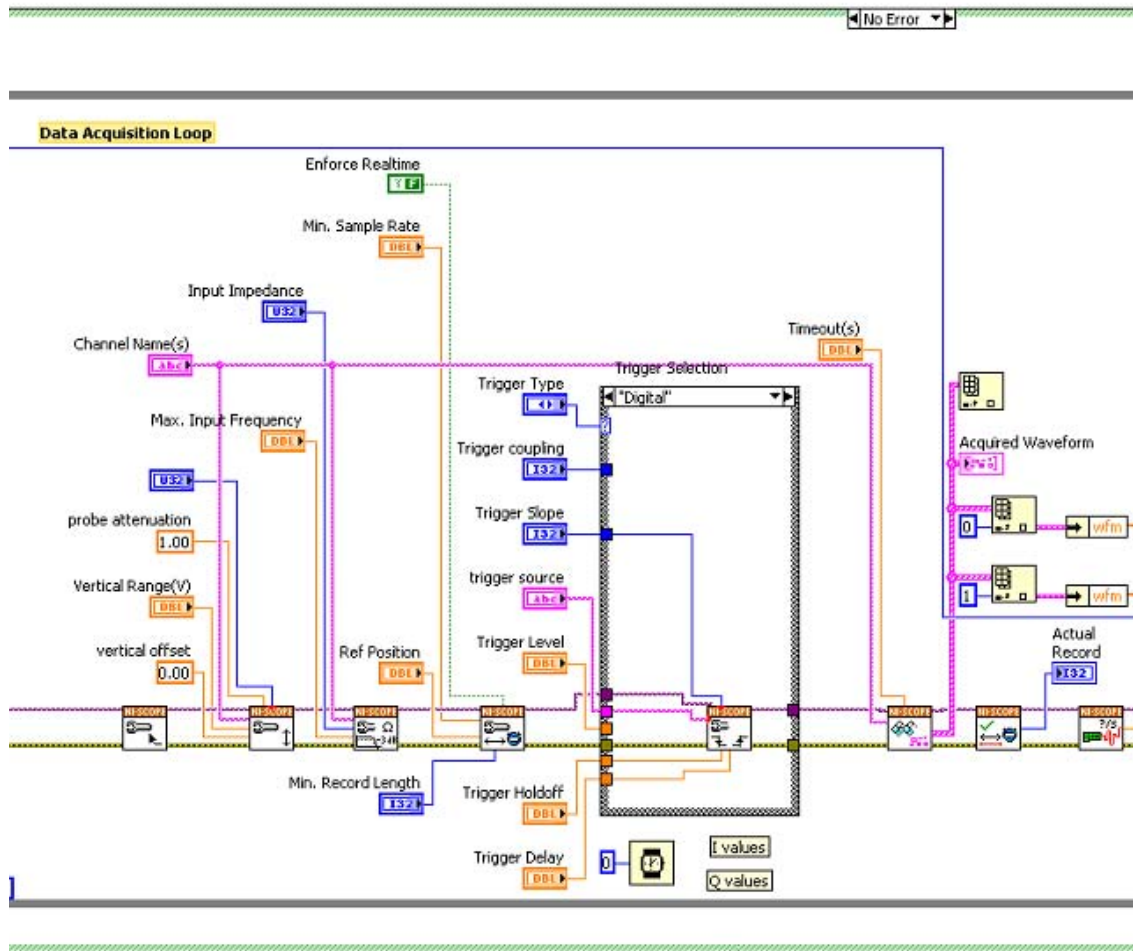 No Error
Data Acquisition Loop
Enforce Realtime
TF
Min. Sample Rate
DBL
Input Impedance
U32
Channel Name(s)
Abc
Timeout(s)
DBL
Trigger Selection
Trigger Type
"Digital"
Max. Input Frequency
DBL
Trigger coupling
I32
Acquired Waveform
U32
probe attenuation
1.00
Trigger Slope
I32
0
wfm
Vertical Range(V)
DBL
trigger source
Abc
1
wfm
vertical offset
0.00
Ref Position
DBL
Trigger Level
DBL
Actual
Record
I32
NI-SCOPE
NI-SCOPE
NI-SCOPE
NI-SCOPE
NI-SCOPE
NI-SCOPE
NI-SCOPE
NI-SCOPE
Min. Record Length
I32
Trigger Holdoff
DBL
Trigger Delay
DBL
0
I values
Q values